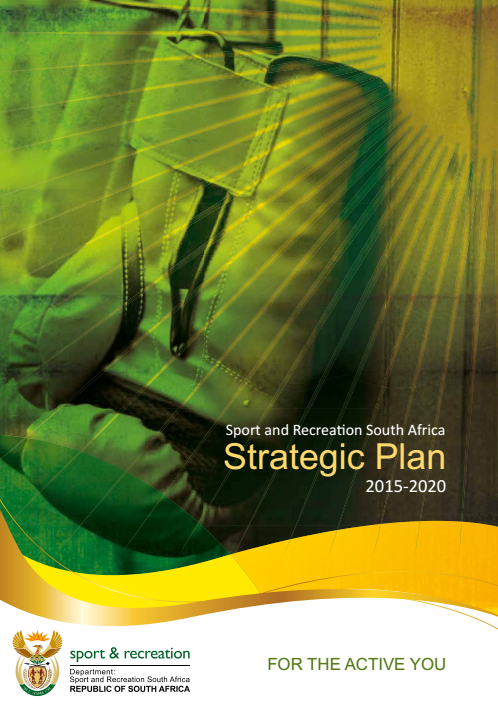 Sport and Recreation South Africa
Strategic Plan
2015-2020
sport & recreation
Department:
Sport and Recreation South Africa
REPUBLIC OF SOUTH AFRICA
FOR THE ACTIVE YOU